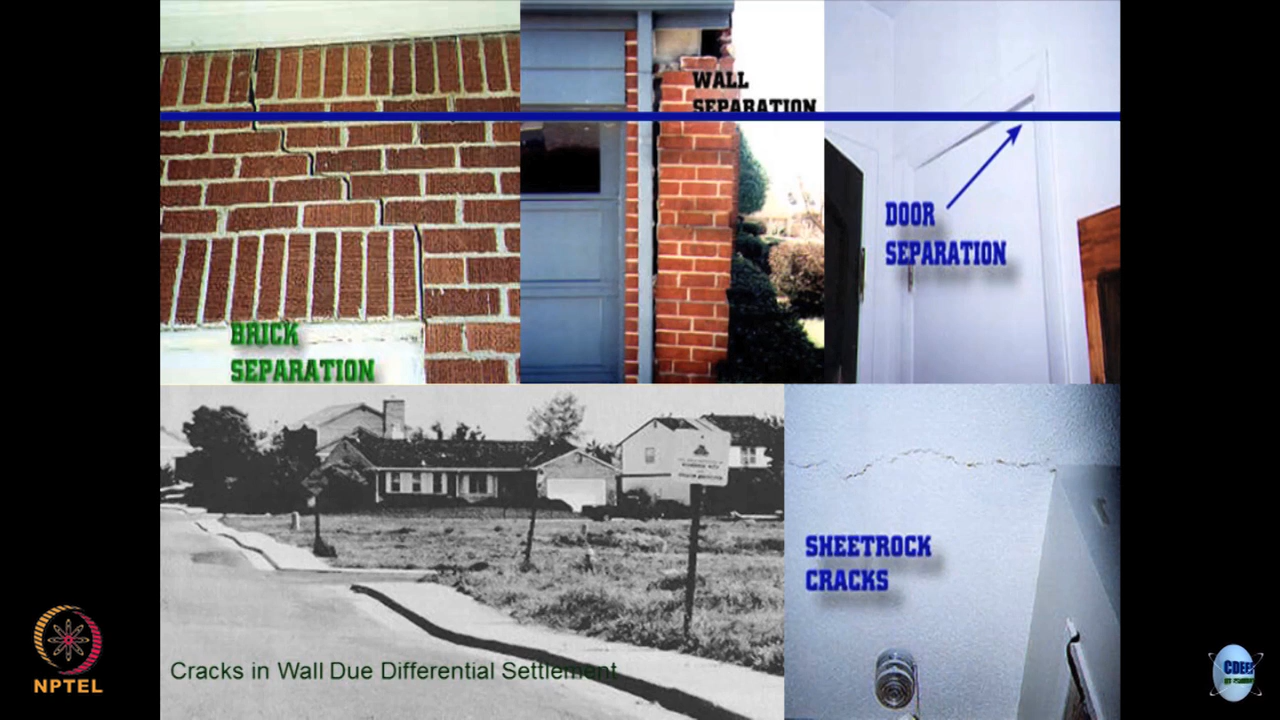 WALL
SEPARATION
DOOR
SEPARATION
BRICK
SEPARATION
SHEETROCK
CRACKS
Cracks in Wall Due Differential Settlement
NPTEL
CDEEP